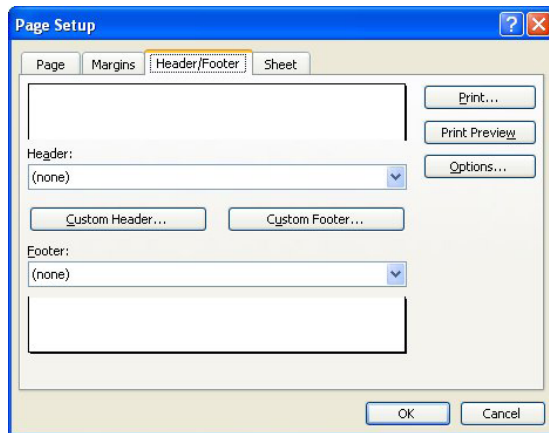 Page Setup
Page Margins Header/Footer Sheet
Print...
Print Preview
Header:
(none)
Options...
Custom Header... Custom Footer...
Footer:
(none)
OK Cancel